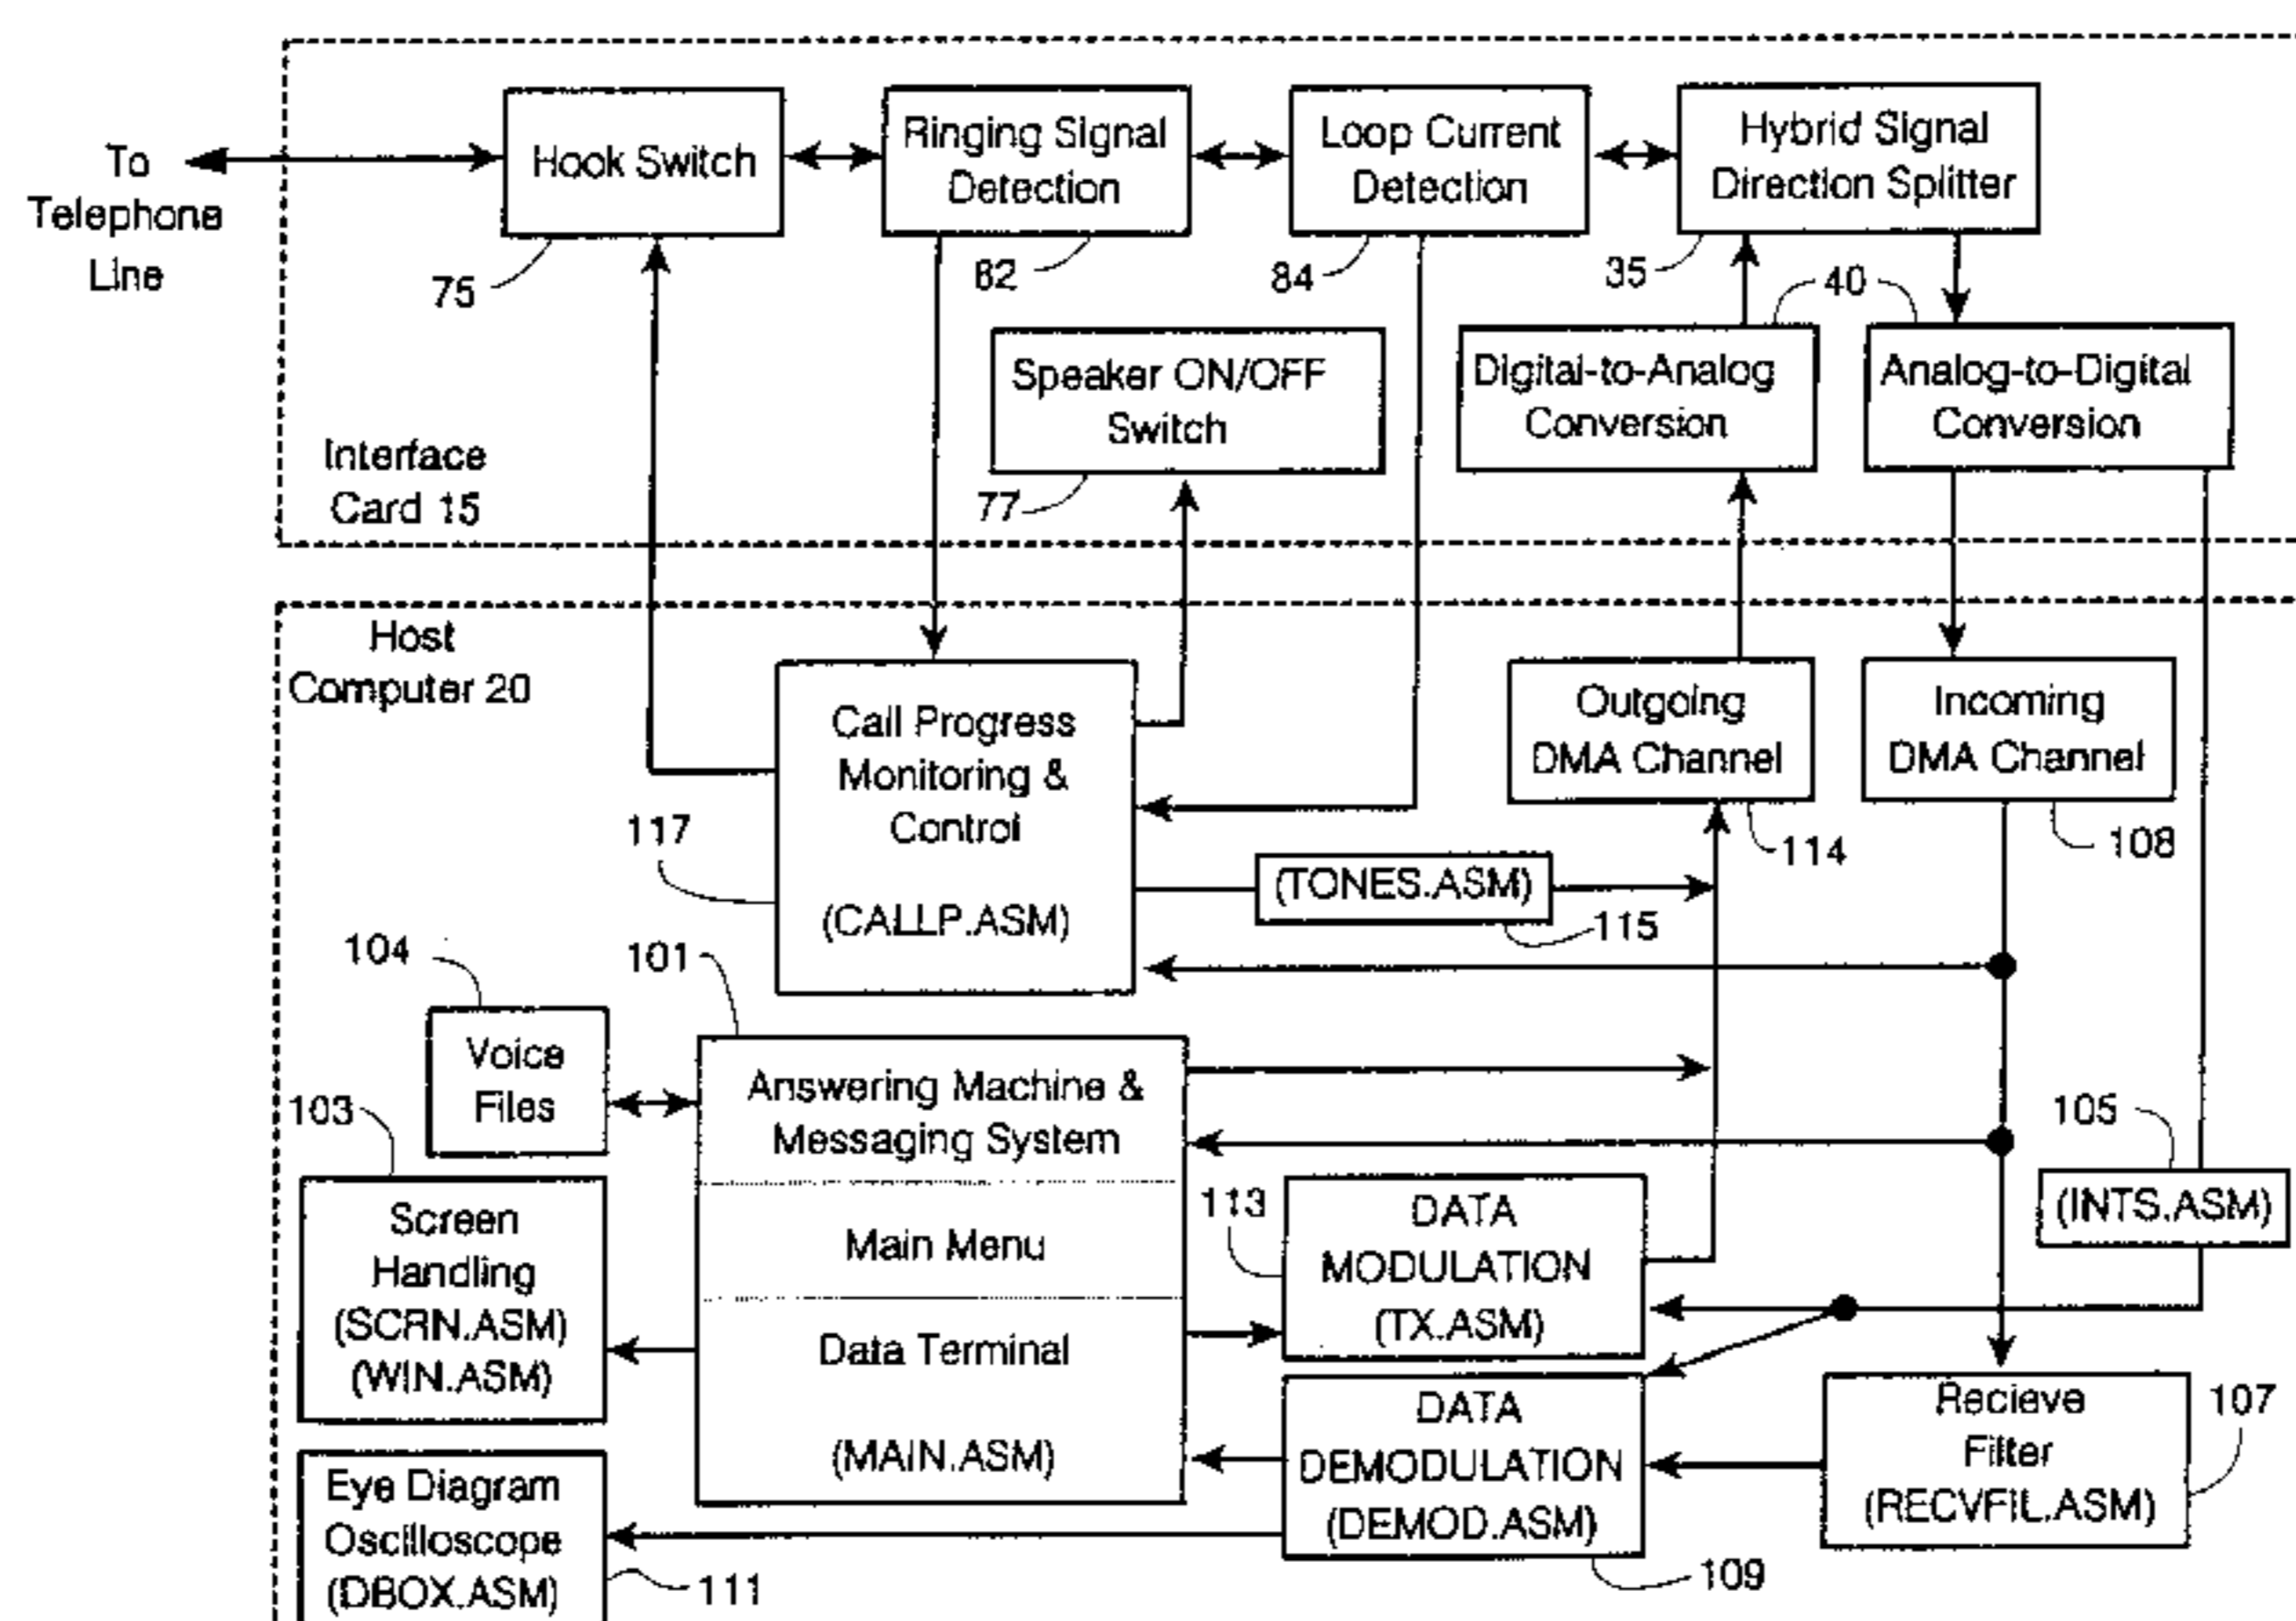 To
Telephone
Line
Hook Switch
75
Ringing Signal
Detection
82
Loop Current
Detection
84
Hybrid Signal
Direction Splitter
35
40
Speaker ON/OFF
Switch
77
Digital-to-Analog
Conversion
Analog-to-Digital
Conversion
Interface
Card 15
Host
Computer 20
Call Progress
Monitoring &
Control
(CALLP.ASM)
117
Outgoing
DMA Channel
114
Incoming
DMA Channel
108
(TONES.ASM)
115
104
Voice
Files
101
Answering Machine &
Messaging System
Main Menu
Data Terminal
(MAIN.ASM)
103
Screen
Handling
(SCRN.ASM)
(WIN.ASM)
105
(INTS.ASM)
113
DATA
MODULATION
(TX.ASM)
DATA
DEMODULATION
(DEMOD.ASM)
109
Recieve
Filter
(RECVFIL.ASM)
107
Eye Diagram
Oscilloscope
(DBOX.ASM)
111